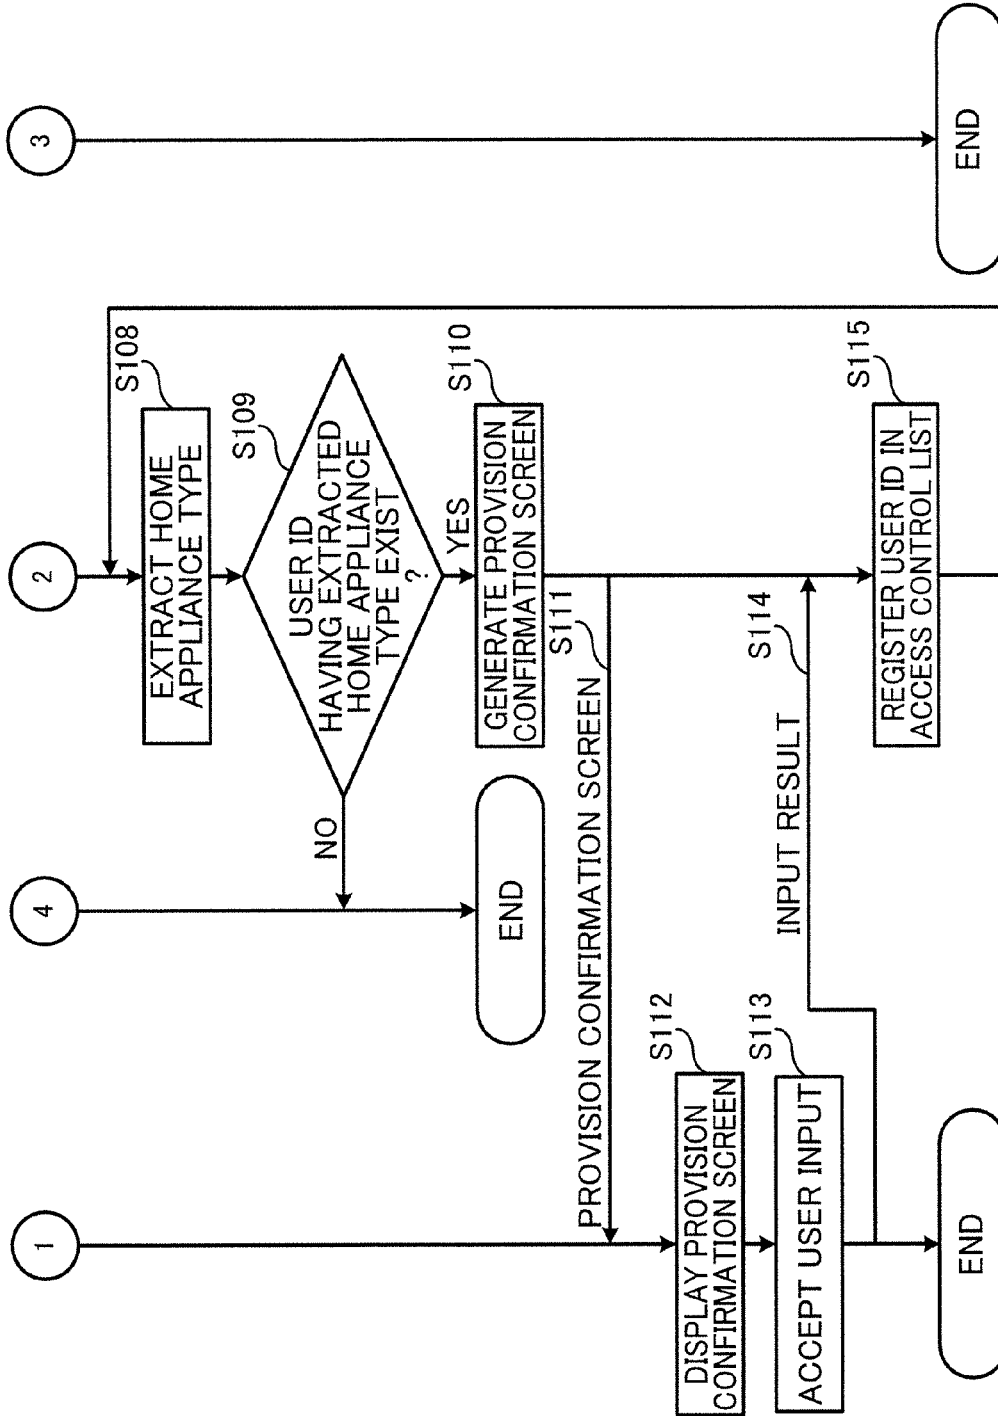 1
PROVISION CONFIRMATION SCREEN
S111
DISPLAY PROVISION
CONFIRMATION SCREEN
S112
ACCEPT USER INPUT
S113
INPUT RESULT
S114
END
4
NO
END
2
EXTRACT HOME
APPLIANCE TYPE
S108
USER ID
HAVING EXTRACTED
HOME APPLIANCE
TYPE EXIST
?
S109
YES
GENERATE PROVISION
CONFIRMATION SCREEN
S110
REGISTER USER ID IN
ACCESS CONTROL LIST
S115
3
END